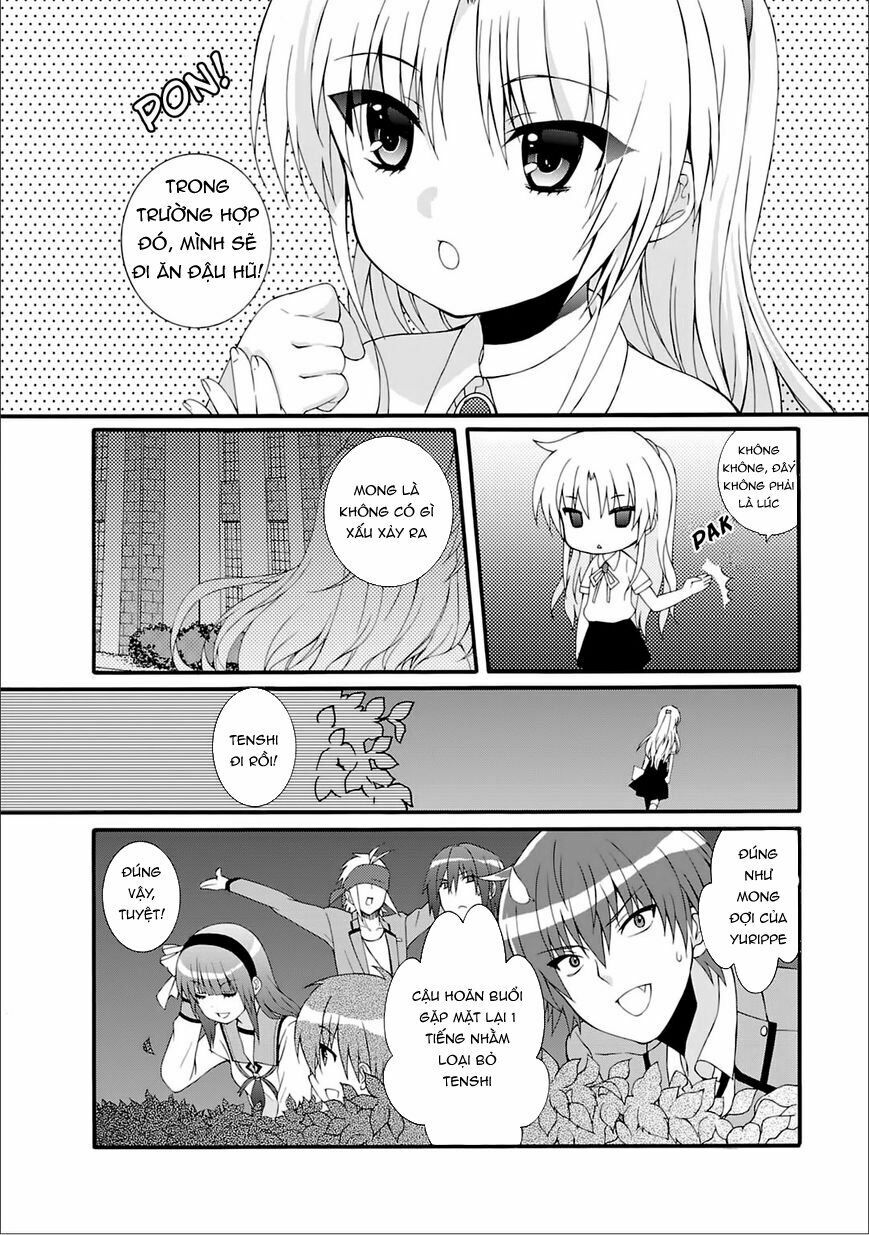 PON!
TRONG
TRƯỜNG HỢP
ĐÓ, MÌNH SẼ
ĐI ĂN ĐẬU HŨ!
KHÔNG
KHÔNG, ĐÂY
KHÔNG PHẢI
LÀ LÚC
PAK
MONG LÀ
KHÔNG CÓ GÌ
XẤU XẢY RA
TENSHI
ĐI RỒI!
ĐÚNG
NHƯ
MONG
ĐỢI CỦA
YURIPPE
CẬU HOÃN BUỔI
GẶP MẶT LẠI 1
TIẾNG NHẰM
LOẠI BỎ
TENSHI
ĐÚNG
VẬY,
TUYỆT!